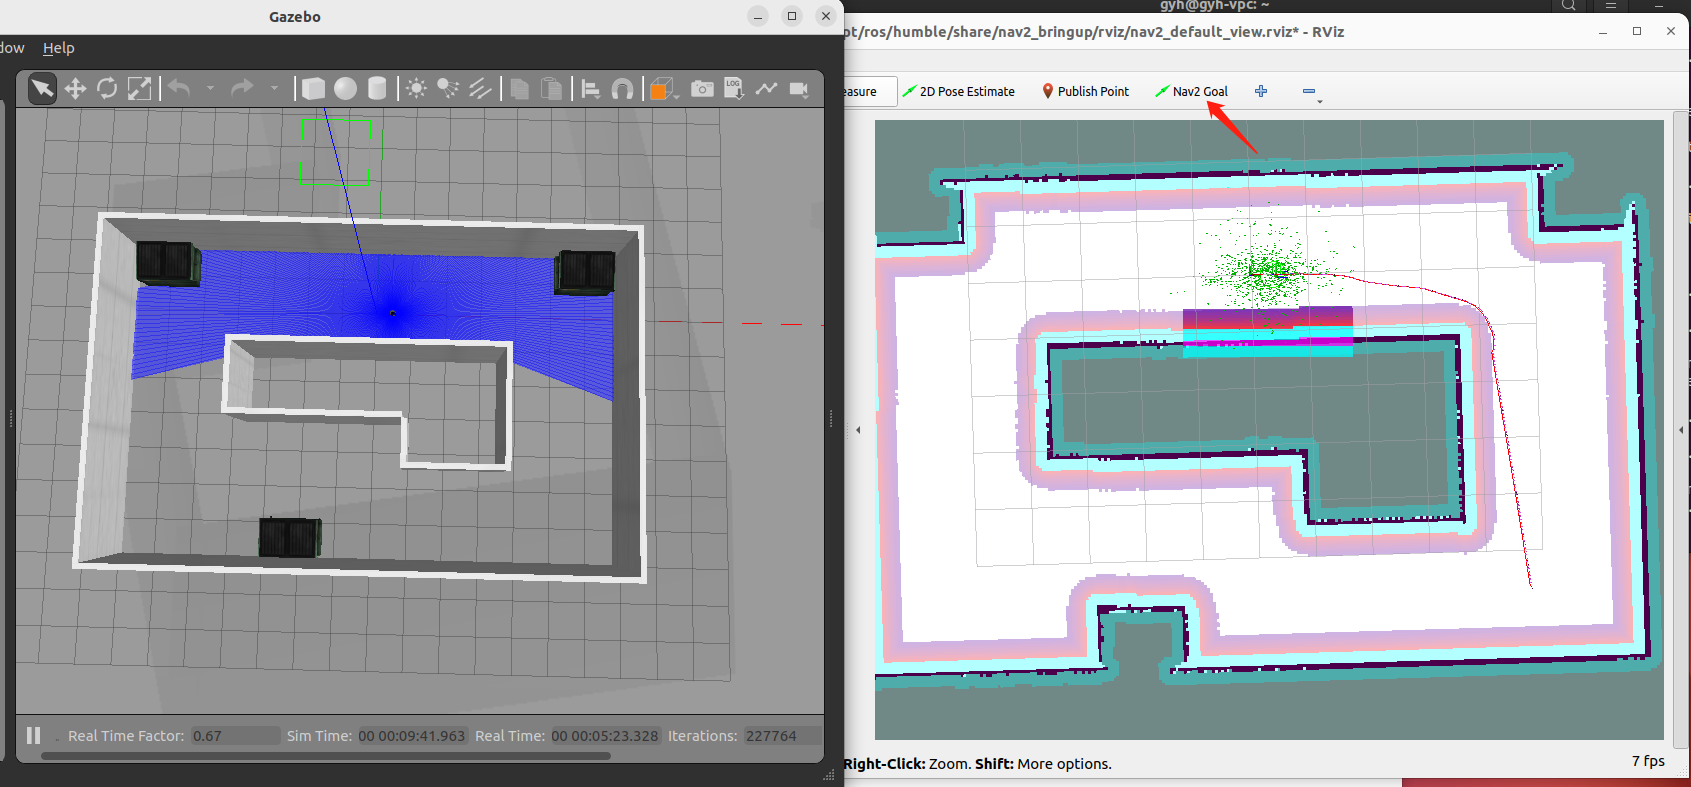 Gazebo
dow Help
LOG
Real Time Factor: 0.67 Sim Time: 00 00:09:41.963 Real Time: 00 00:05:23.328 Iterations: 227764
gyh@gyh-vpc: ~
pt/ros/humble/share/nav2_bringup/rviz/nav2_default_view.rviz* - RViz
easure 2D Pose Estimate Publish Point Nav2 Goal
Right-Click: Zoom. Shift: More options.
7 fps